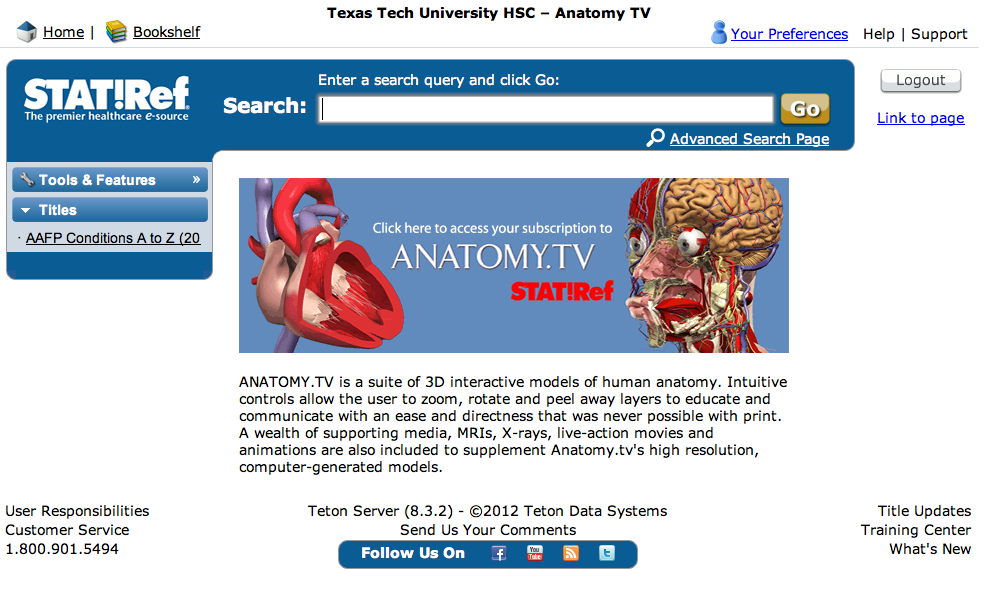 Texas Tech University HSC – Anatomy TV
Home | Bookshelf
Your Preferences Help | Support
STAT!Ref®
The premier healthcare e-source
Enter a search query and click Go:
Search: Go
Advanced Search Page
Logout
Link to page
Tools & Features »
Titles
· AAFP Conditions A to Z (20
Click here to access your subscription to
ANATOMY.TV
STAT!Ref
ANATOMY.TV is a suite of 3D interactive models of human anatomy. Intuitive
controls allow the user to zoom, rotate and peel away layers to educate and
communicate with an ease and directness that was never possible with print.
A wealth of supporting media, MRIs, X-rays, live-action movies and
animations are also included to supplement Anatomy.tv's high resolution,
computer-generated models.
User Responsibilities
Customer Service
1.800.901.5494
Teton Server (8.3.2) - ©2012 Teton Data Systems
Send Us Your Comments
Follow Us On f You Tube t
Title Updates
Training Center
What's New